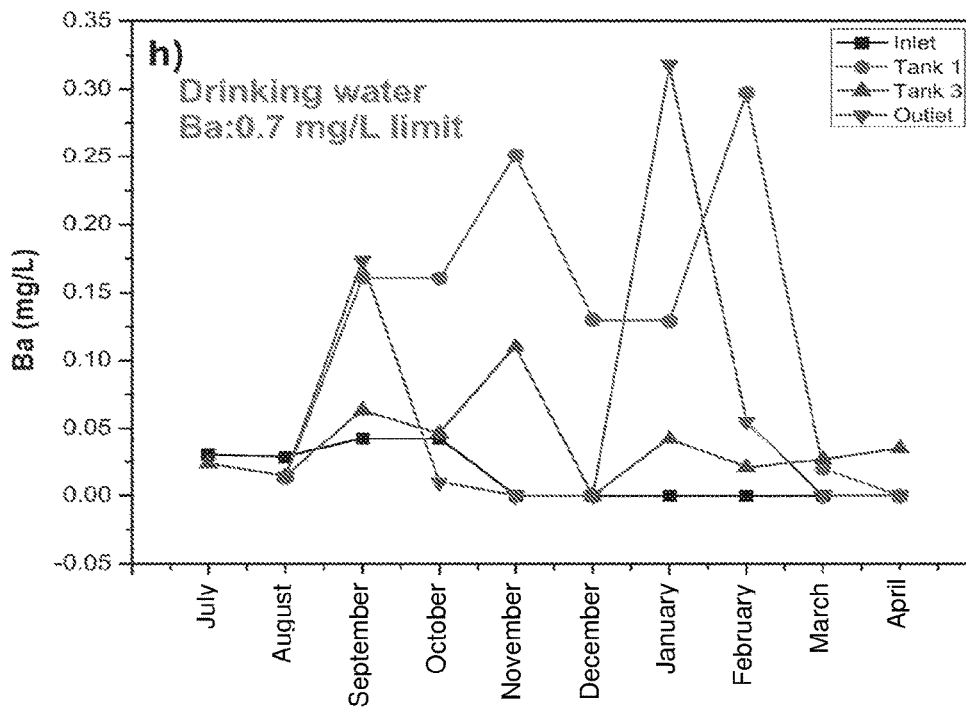 h)
Drinking water
Ba:0.7 mg/L limit
Inlet
Tank 1
Tank 3
Outlet
Ba (mg/L)
0.35
0.30
0.25
0.20
0.15
0.10
0.05
0.00
-0.05
July
August
September
October
November
December
January
February
March
April